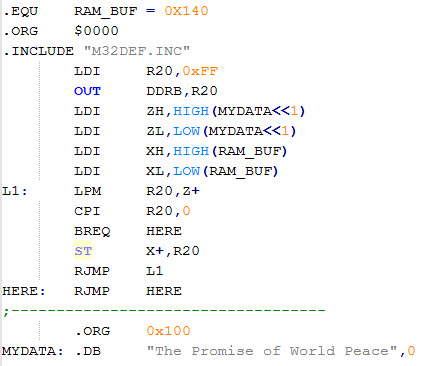 .EQU RAM_BUF = 0X140
.ORG $0000
.INCLUDE "M32DEF.INC"
LDI R20,0xFF
OUT DDRB,R20
LDI ZH,HIGH(MYDATA<<1)
LDI ZL,LOW(MYDATA<<1)
LDI XH,HIGH(RAM_BUF)
LDI XL,LOW(RAM_BUF)
L1: LPM R20,Z+
CPI R20,0
BREQ HERE
ST X+,R20
RJMP L1
HERE: RJMP HERE
;-----------------------------------
.ORG 0x100
MYDATA: .DB "The Promise of World Peace",0